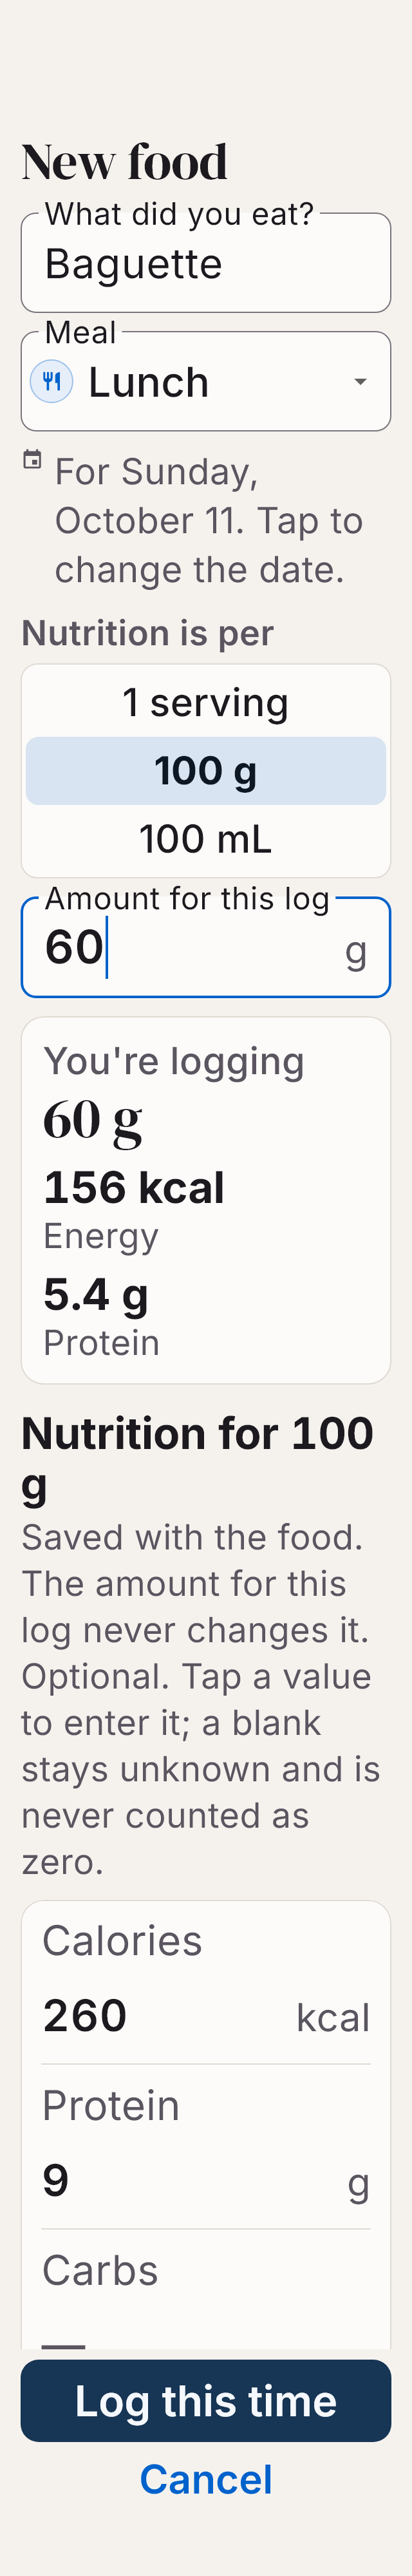 New food
What did you eat?
Baguette
Meal
Lunch
For Sunday,
October 11. Tap to
change the date.
Nutrition is per
1 serving
100 g
100 mL
Amount for this log
60 g
You're logging
60 g
156 kcal
Energy
5.4 g
Protein
Nutrition for 100
g
Saved with the food.
The amount for this
log never changes it.
Optional. Tap a value
to enter it; a blank
stays unknown and is
never counted as
zero.
Calories
260 kcal
Protein
9 g
Carbs
Log this time
Cancel